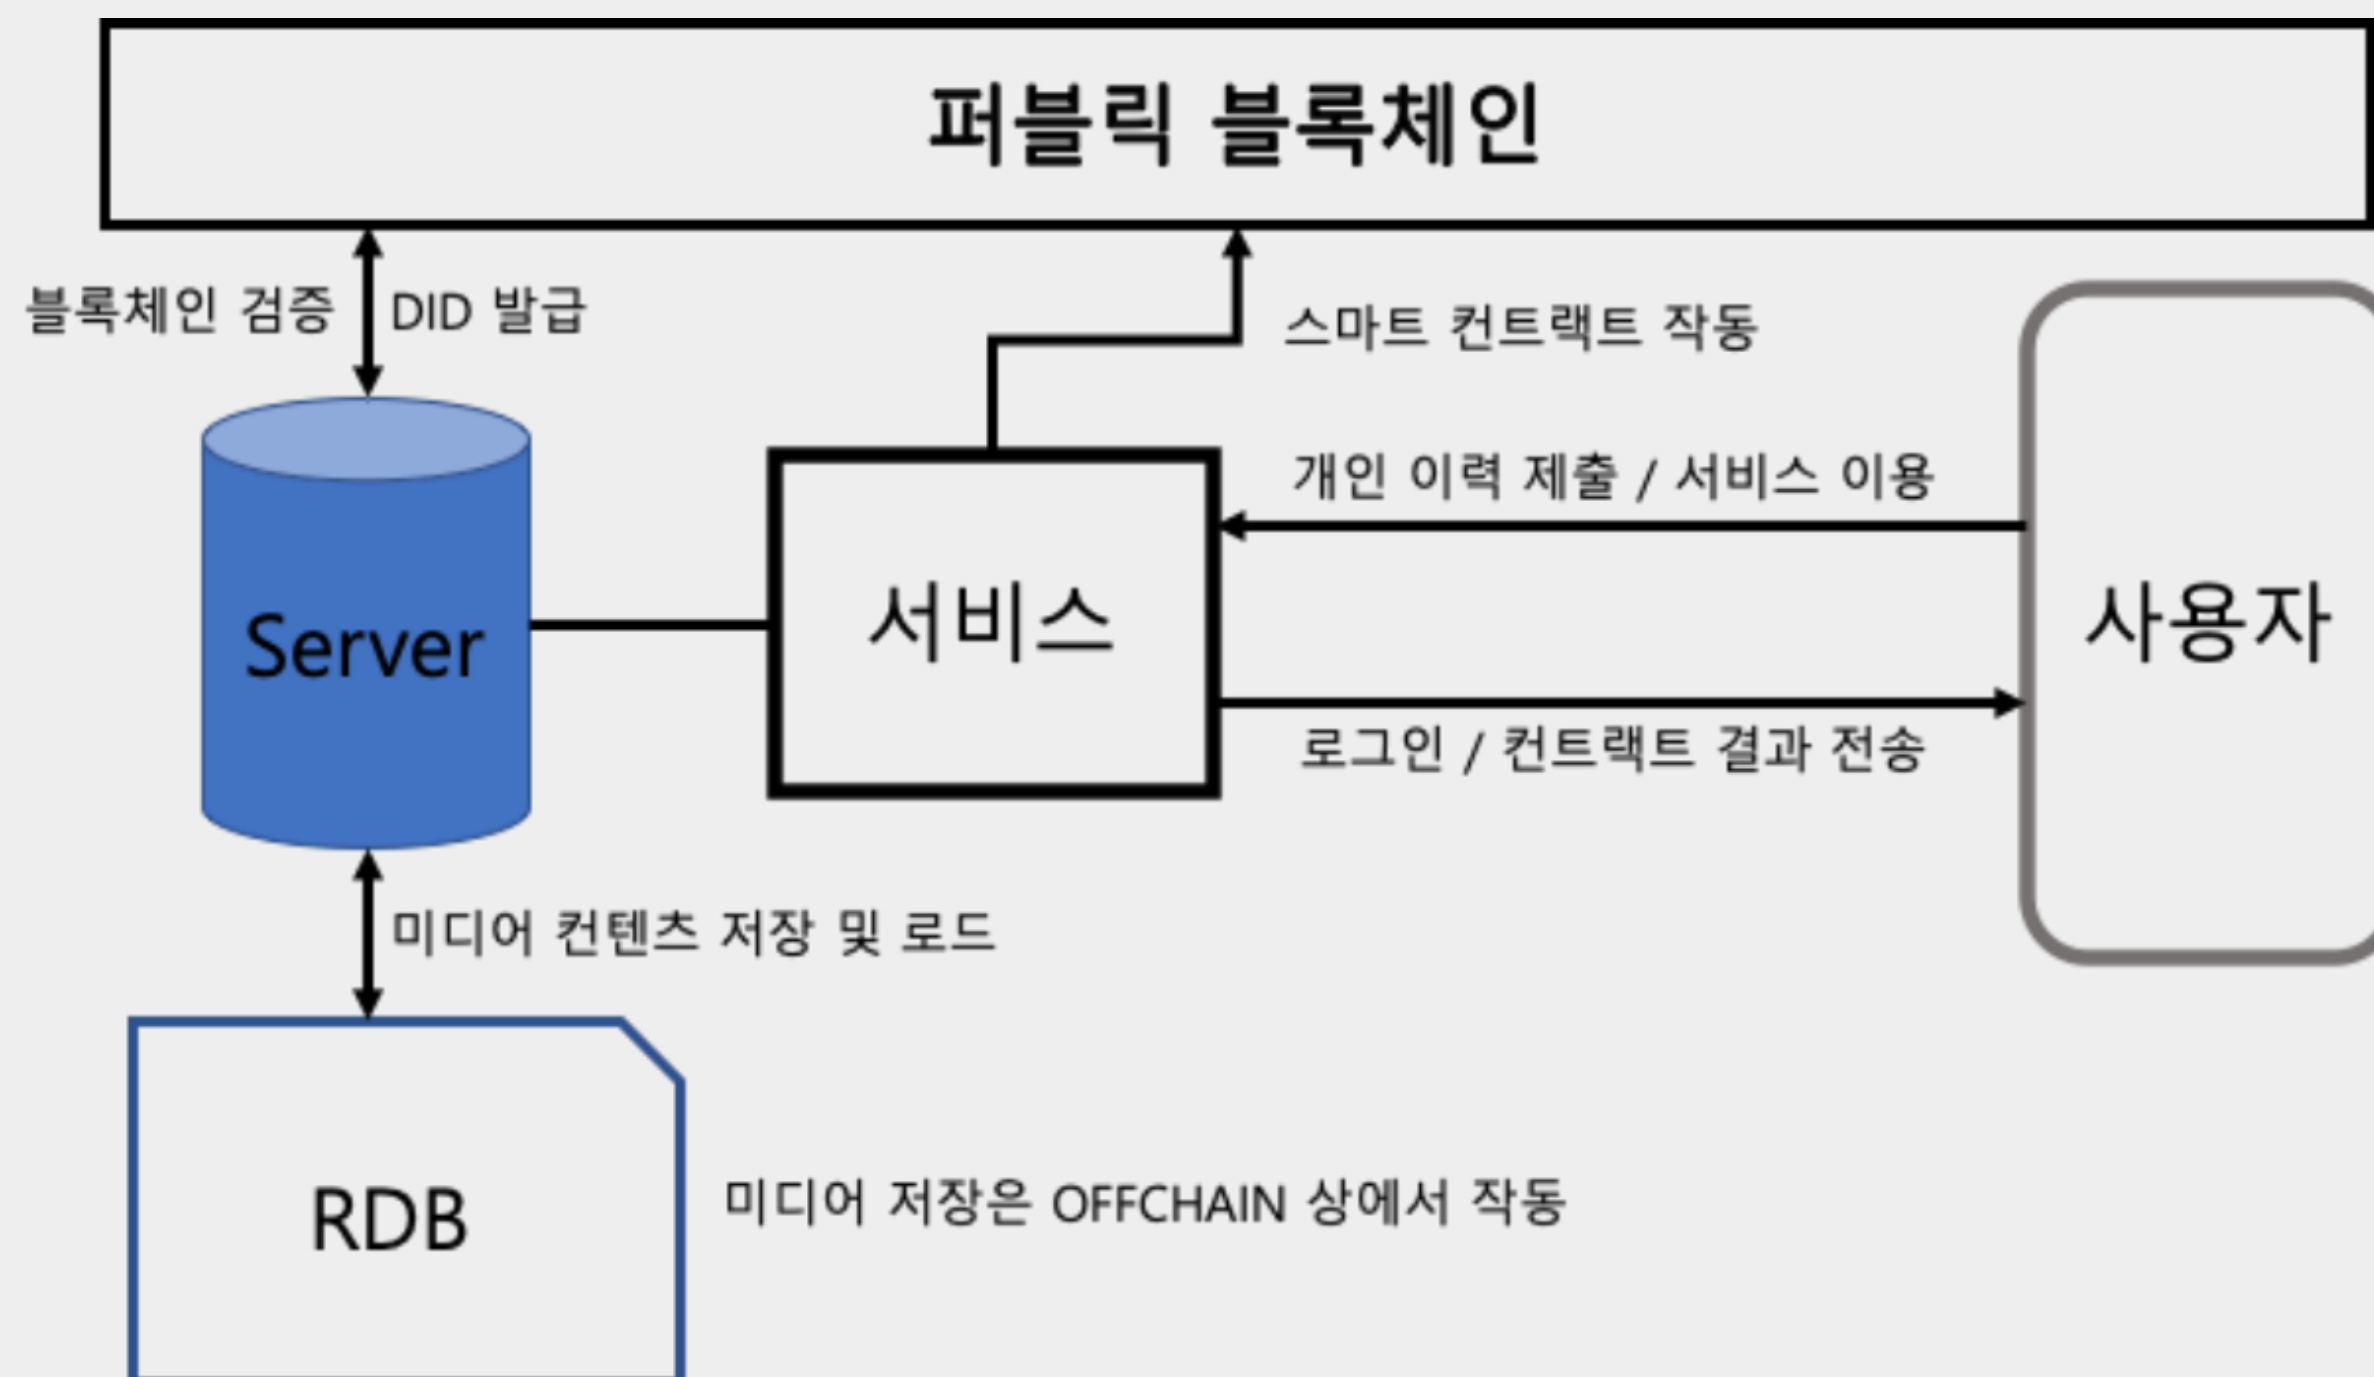 퍼블릭 블록체인
블록체인 검증
DID 발급
스마트 컨트랙트 작동
개인 이력 제출 / 서비스 이용
Server
서비스
사용자
로그인 / 컨트랙트 결과 전송
미디어 컨텐츠 저장 및 로드
RDB
미디어 저장은 OFFCHAIN 상에서 작동